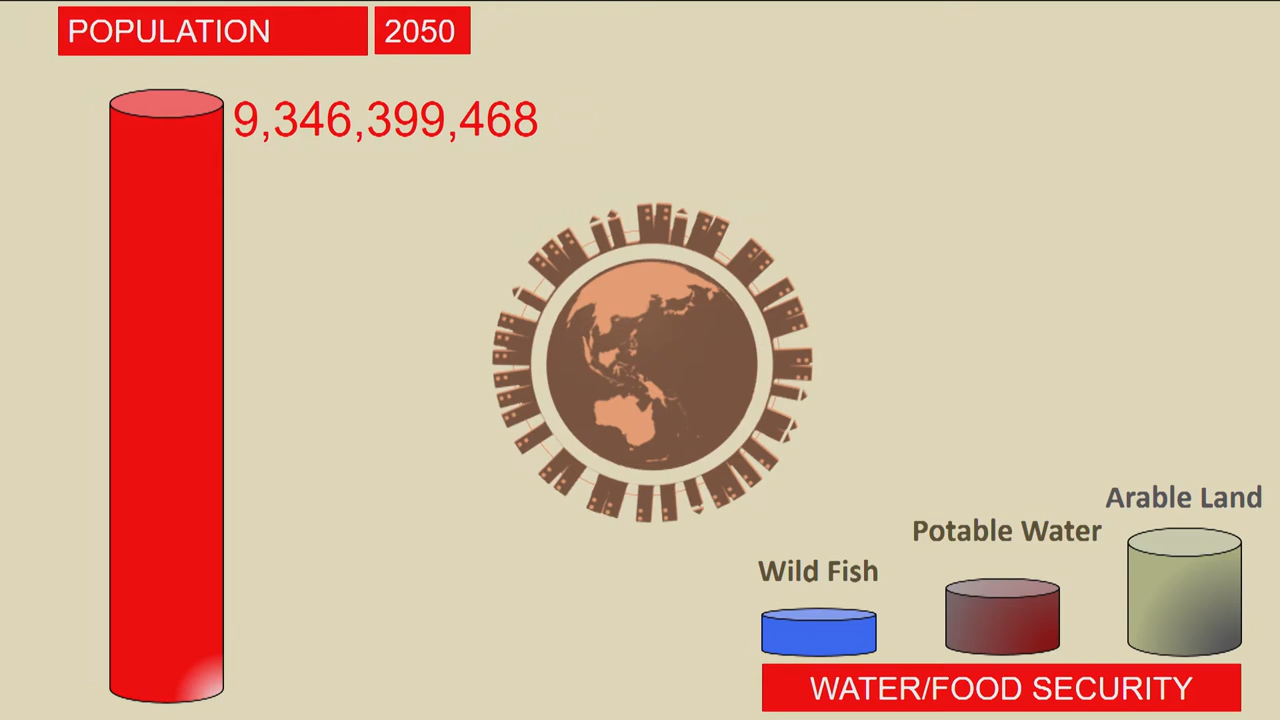 POPULATION 2050
9,346,399,468
Arable Land
Potable Water
Wild Fish
WATER/FOOD SECURITY